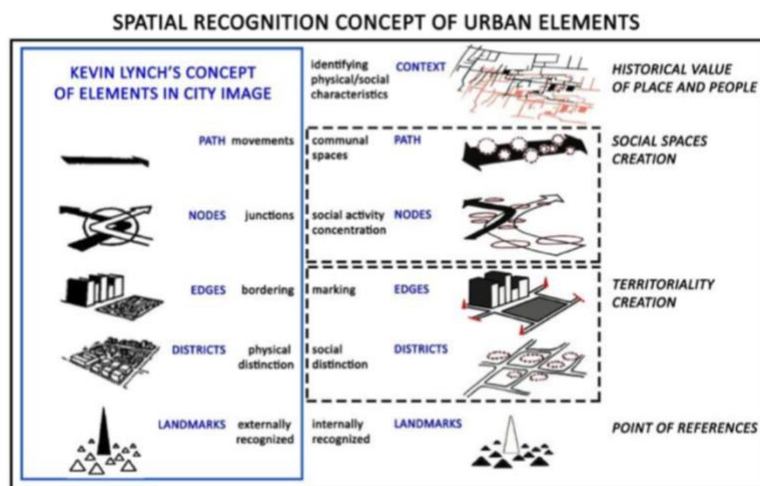 SPATIAL RECOGNITION CONCEPT OF URBAN ELEMENTS
KEVIN LYNCH'S CONCEPT
OF ELEMENTS IN CITY IMAGE
identifying
physical/social
characteristics
CONTEXT
HISTORICAL VALUE
OF PLACE AND PEOPLE
PATH movements
communal
spaces
PATH
SOCIAL SPACES
CREATION
NODES junctions
social activity
concentration
NODES
EDGES bordering
marking
EDGES
TERRITORIALITY
CREATION
DISTRICTS physical
distinction
social
distinction
DISTRICTS
LANDMARKS externally
recognized
internally
recognized
LANDMARKS
POINT OF REFERENCES